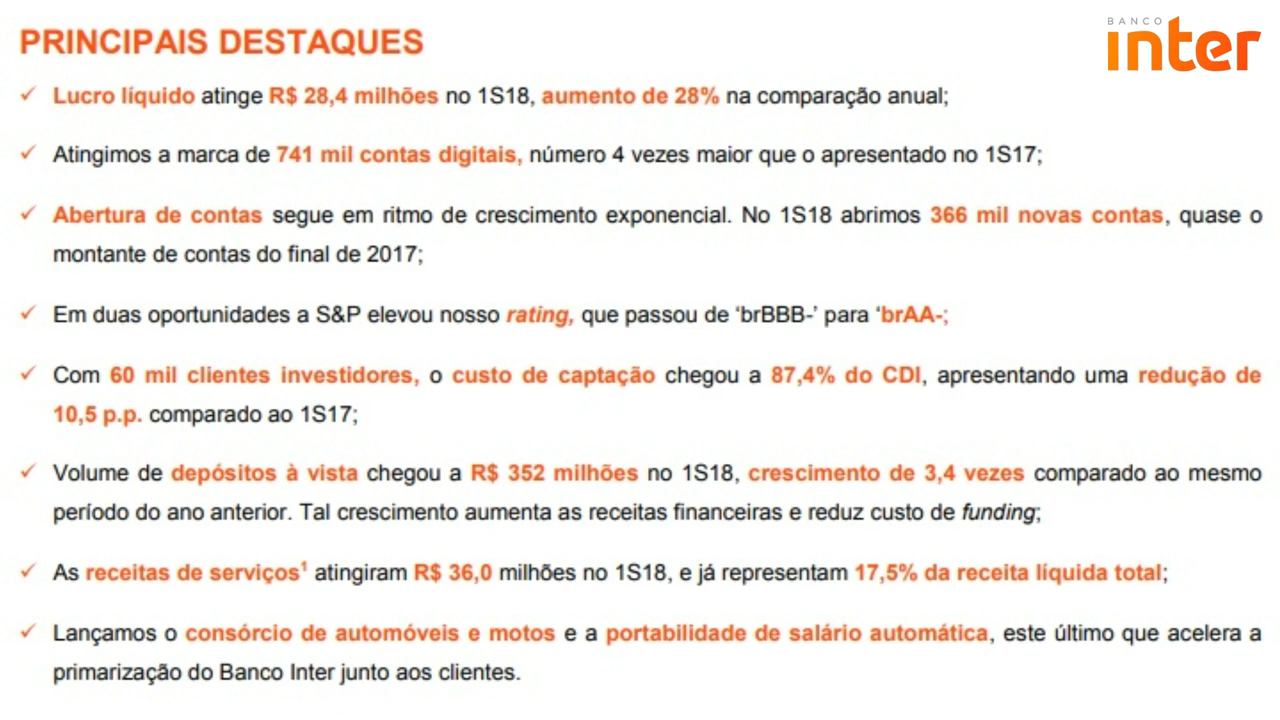 BANCO
inter
PRINCIPAIS DESTAQUES
✓ Lucro líquido atinge R$ 28,4 milhões no 1S18, aumento de 28% na comparação anual;
✓ Atingimos a marca de 741 mil contas digitais, número 4 vezes maior que o apresentado no 1S17;
✓ Abertura de contas segue em ritmo de crescimento exponencial. No 1S18 abrimos 366 mil novas contas, quase o
montante de contas do final de 2017;
✓ Em duas oportunidades a S&P elevou nosso rating, que passou de ‘brBBB-’ para ‘brAA-;
✓ Com 60 mil clientes investidores, o custo de captação chegou a 87,4% do CDI, apresentando uma redução de
10,5 p.p. comparado ao 1S17;
✓ Volume de depósitos à vista chegou a R$ 352 milhões no 1S18, crescimento de 3,4 vezes comparado ao mesmo
período do ano anterior. Tal crescimento aumenta as receitas financeiras e reduz custo de funding;
✓ As receitas de serviços¹ atingiram R$ 36,0 milhões no 1S18, e já representam 17,5% da receita líquida total;
✓ Lançamos o consórcio de automóveis e motos e a portabilidade de salário automática, este último que acelera a
primarização do Banco Inter junto aos clientes.